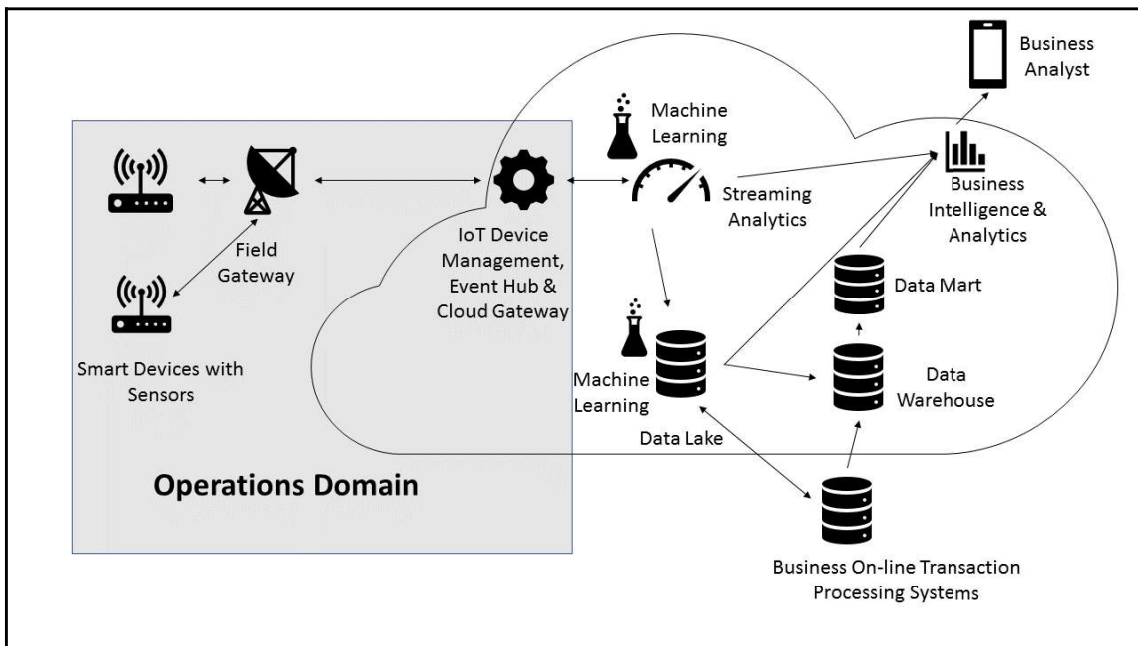 Business
Analyst
Machine
Learning
Streaming
Analytics
Business
Intelligence &
Analytics
Field
Gateway
IoT Device
Management,
Event Hub &
Cloud Gateway
Data Mart
Smart Devices with
Sensors
Machine
Learning
Data Lake
Data
Warehouse
Operations Domain
Business On-line Transaction
Processing Systems